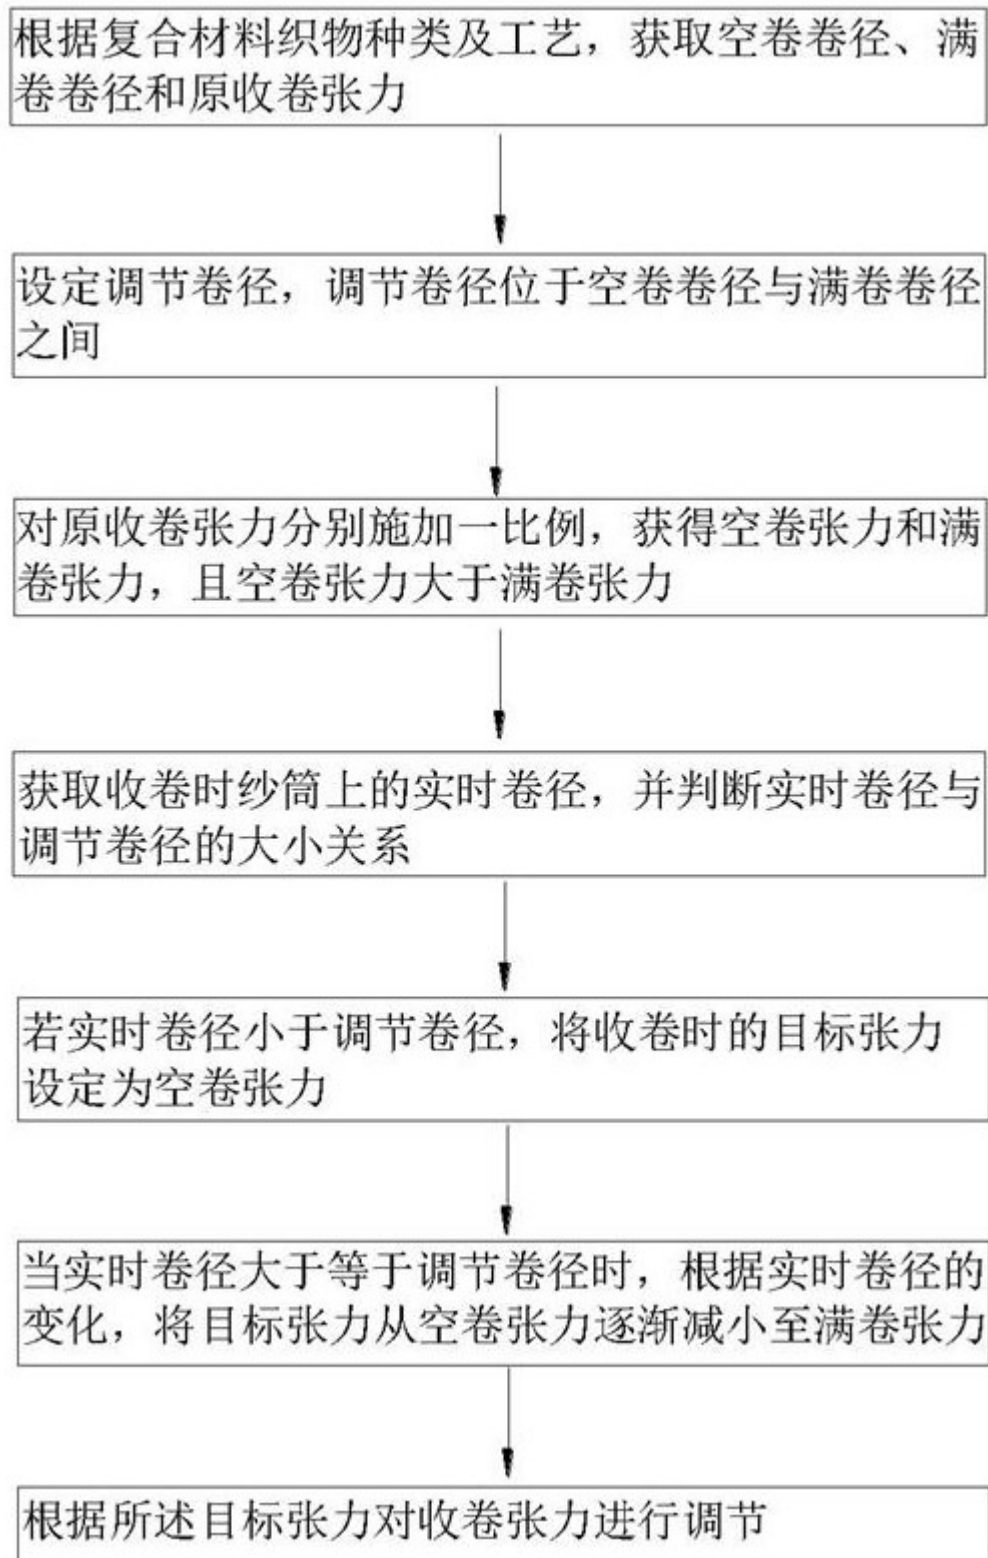 根据复合材料织物种类及工艺，获取空卷卷径、满
卷卷径和原收卷张力
设定调节卷径，调节卷径位于空卷卷径与满卷卷径
之间
对原收卷张力分别施加一比例，获得空卷张力和满
卷张力，且空卷张力大于满卷张力
获取收卷时纱筒上的实时卷径，并判断实时卷径与
调节卷径的大小关系
若实时卷径小于调节卷径，将收卷时的目标张力
设定为空卷张力
当实时卷径大于等于调节卷径时，根据实时卷径的
变化，将目标张力从空卷张力逐渐减小至满卷张力
根据所述目标张力对收卷张力进行调节